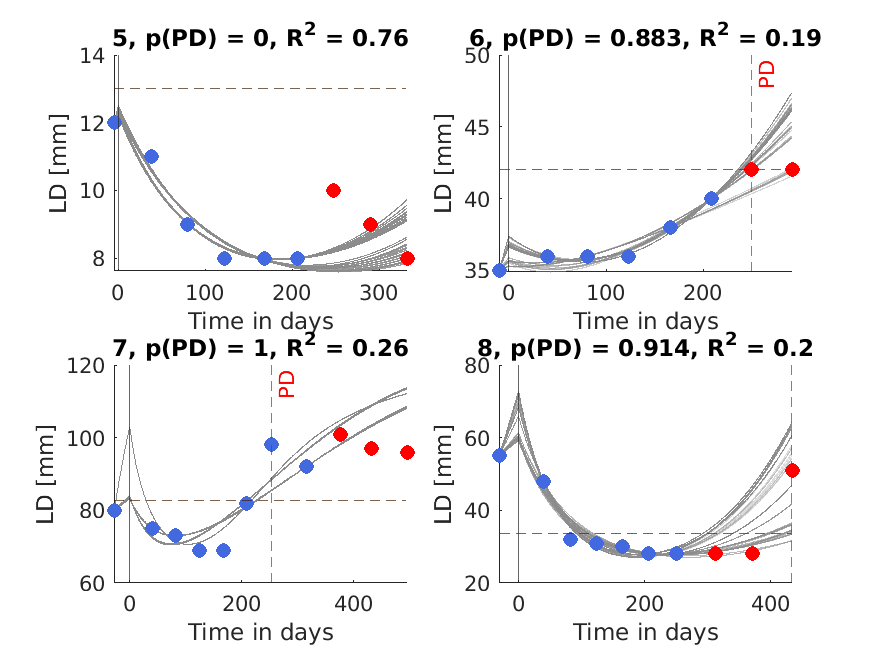 5, p(PD) = 0, R² = 0.76
14
12
10
8
LD [mm]
0
100
200
300
Time in days
6, p(PD) = 0.883, R² = 0.19
50
45
40
35
LD [mm]
PD
0
100
200
Time in days
7, p(PD) = 1, R² = 0.26
120
100
80
60
LD [mm]
PD
0
200
400
Time in days
8, p(PD) = 0.914, R² = 0.2
80
60
40
20
LD [mm]
0
200
400
Time in days